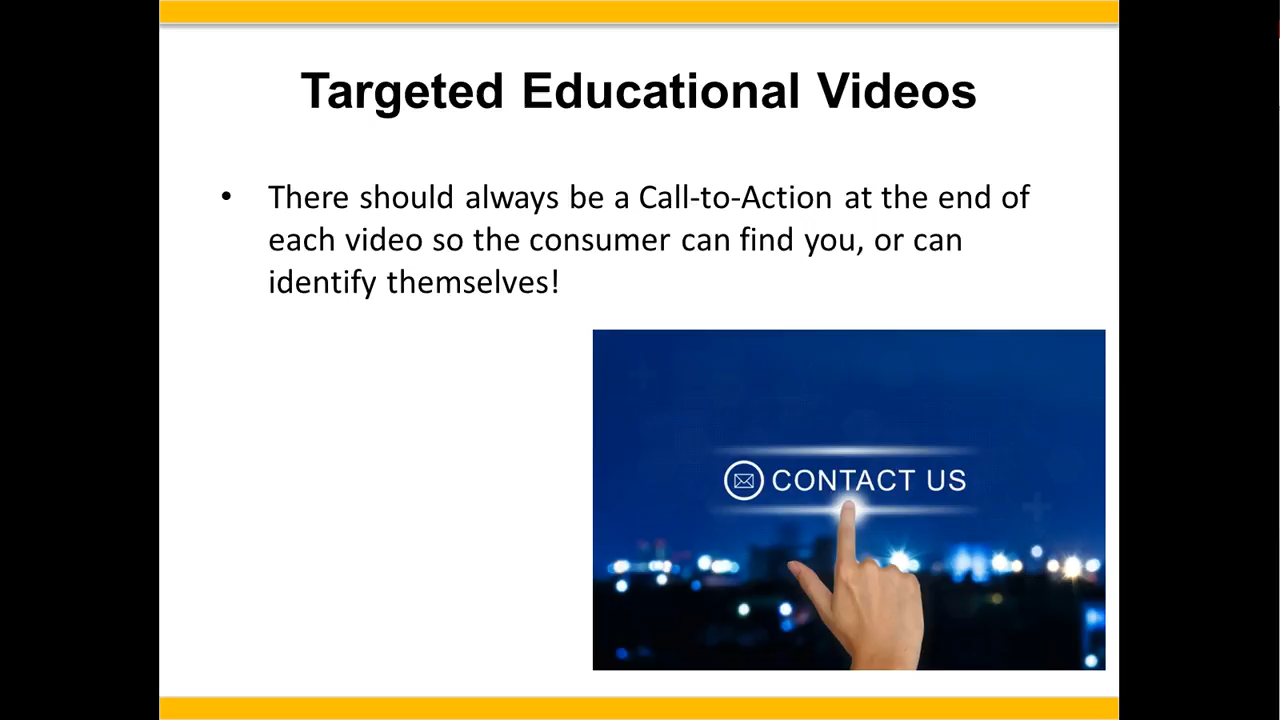 Targeted Educational Videos
• There should always be a Call-to-Action at the end of
each video so the consumer can find you, or can
identify themselves!
CONTACT US